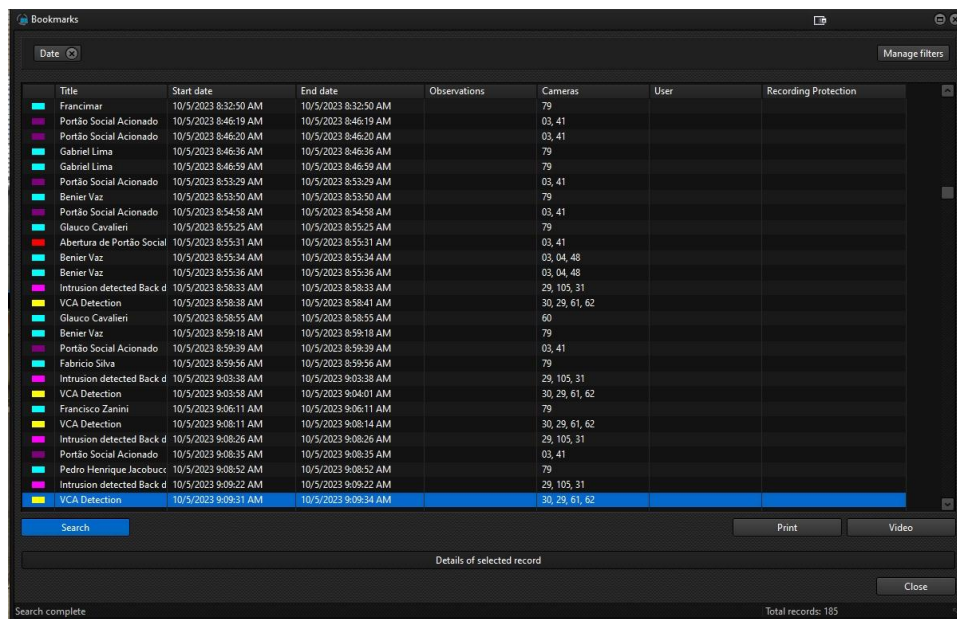 Bookmarks
Date
Manage filters
Title Start date End date Observations Cameras User Recording Protection
Francimar 10/5/2023 8:32:50 AM 10/5/2023 8:32:50 AM 79
Portão Social Acionado 10/5/2023 8:46:19 AM 10/5/2023 8:46:19 AM 03, 41
Portão Social Acionado 10/5/2023 8:46:20 AM 10/5/2023 8:46:20 AM 03, 41
Gabriel Lima 10/5/2023 8:46:36 AM 10/5/2023 8:46:36 AM 79
Gabriel Lima 10/5/2023 8:46:59 AM 10/5/2023 8:46:59 AM 79
Portão Social Acionado 10/5/2023 8:53:29 AM 10/5/2023 8:53:29 AM 03, 41
Benier Vaz 10/5/2023 8:53:50 AM 10/5/2023 8:53:50 AM 79
Portão Social Acionado 10/5/2023 8:54:58 AM 10/5/2023 8:54:58 AM 03, 41
Glauco Cavalieri 10/5/2023 8:55:25 AM 10/5/2023 8:55:25 AM 79
Abertura de Portão Social 10/5/2023 8:55:31 AM 10/5/2023 8:55:31 AM 03, 41
Benier Vaz 10/5/2023 8:55:34 AM 10/5/2023 8:55:34 AM 03, 04, 48
Benier Vaz 10/5/2023 8:55:36 AM 10/5/2023 8:55:36 AM 03, 04, 48
Intrusion detected Back d 10/5/2023 8:58:33 AM 10/5/2023 8:58:33 AM 29, 105, 31
VCA Detection 10/5/2023 8:58:38 AM 10/5/2023 8:58:41 AM 30, 29, 61, 62
Glauco Cavalieri 10/5/2023 8:58:55 AM 10/5/2023 8:58:55 AM 60
Benier Vaz 10/5/2023 8:59:18 AM 10/5/2023 8:59:18 AM 79
Portão Social Acionado 10/5/2023 8:59:39 AM 10/5/2023 8:59:39 AM 03, 41
Fabricio Silva 10/5/2023 8:59:56 AM 10/5/2023 8:59:56 AM 79
Intrusion detected Back d 10/5/2023 9:03:38 AM 10/5/2023 9:03:38 AM 29, 105, 31
VCA Detection 10/5/2023 9:03:58 AM 10/5/2023 9:04:01 AM 30, 29, 61, 62
Francisco Zanini 10/5/2023 9:06:11 AM 10/5/2023 9:06:11 AM 79
VCA Detection 10/5/2023 9:08:11 AM 10/5/2023 9:08:14 AM 30, 29, 61, 62
Intrusion detected Back d 10/5/2023 9:08:26 AM 10/5/2023 9:08:26 AM 29, 105, 31
Portão Social Acionado 10/5/2023 9:08:35 AM 10/5/2023 9:08:35 AM 03, 41
Pedro Henrique Jacobucc 10/5/2023 9:08:52 AM 10/5/2023 9:08:52 AM 79
Intrusion detected Back d 10/5/2023 9:09:22 AM 10/5/2023 9:09:22 AM 29, 105, 31
VCA Detection 10/5/2023 9:09:31 AM 10/5/2023 9:09:34 AM 30, 29, 61, 62
Search Print Video
Details of selected record
Close
Search complete Total records: 185